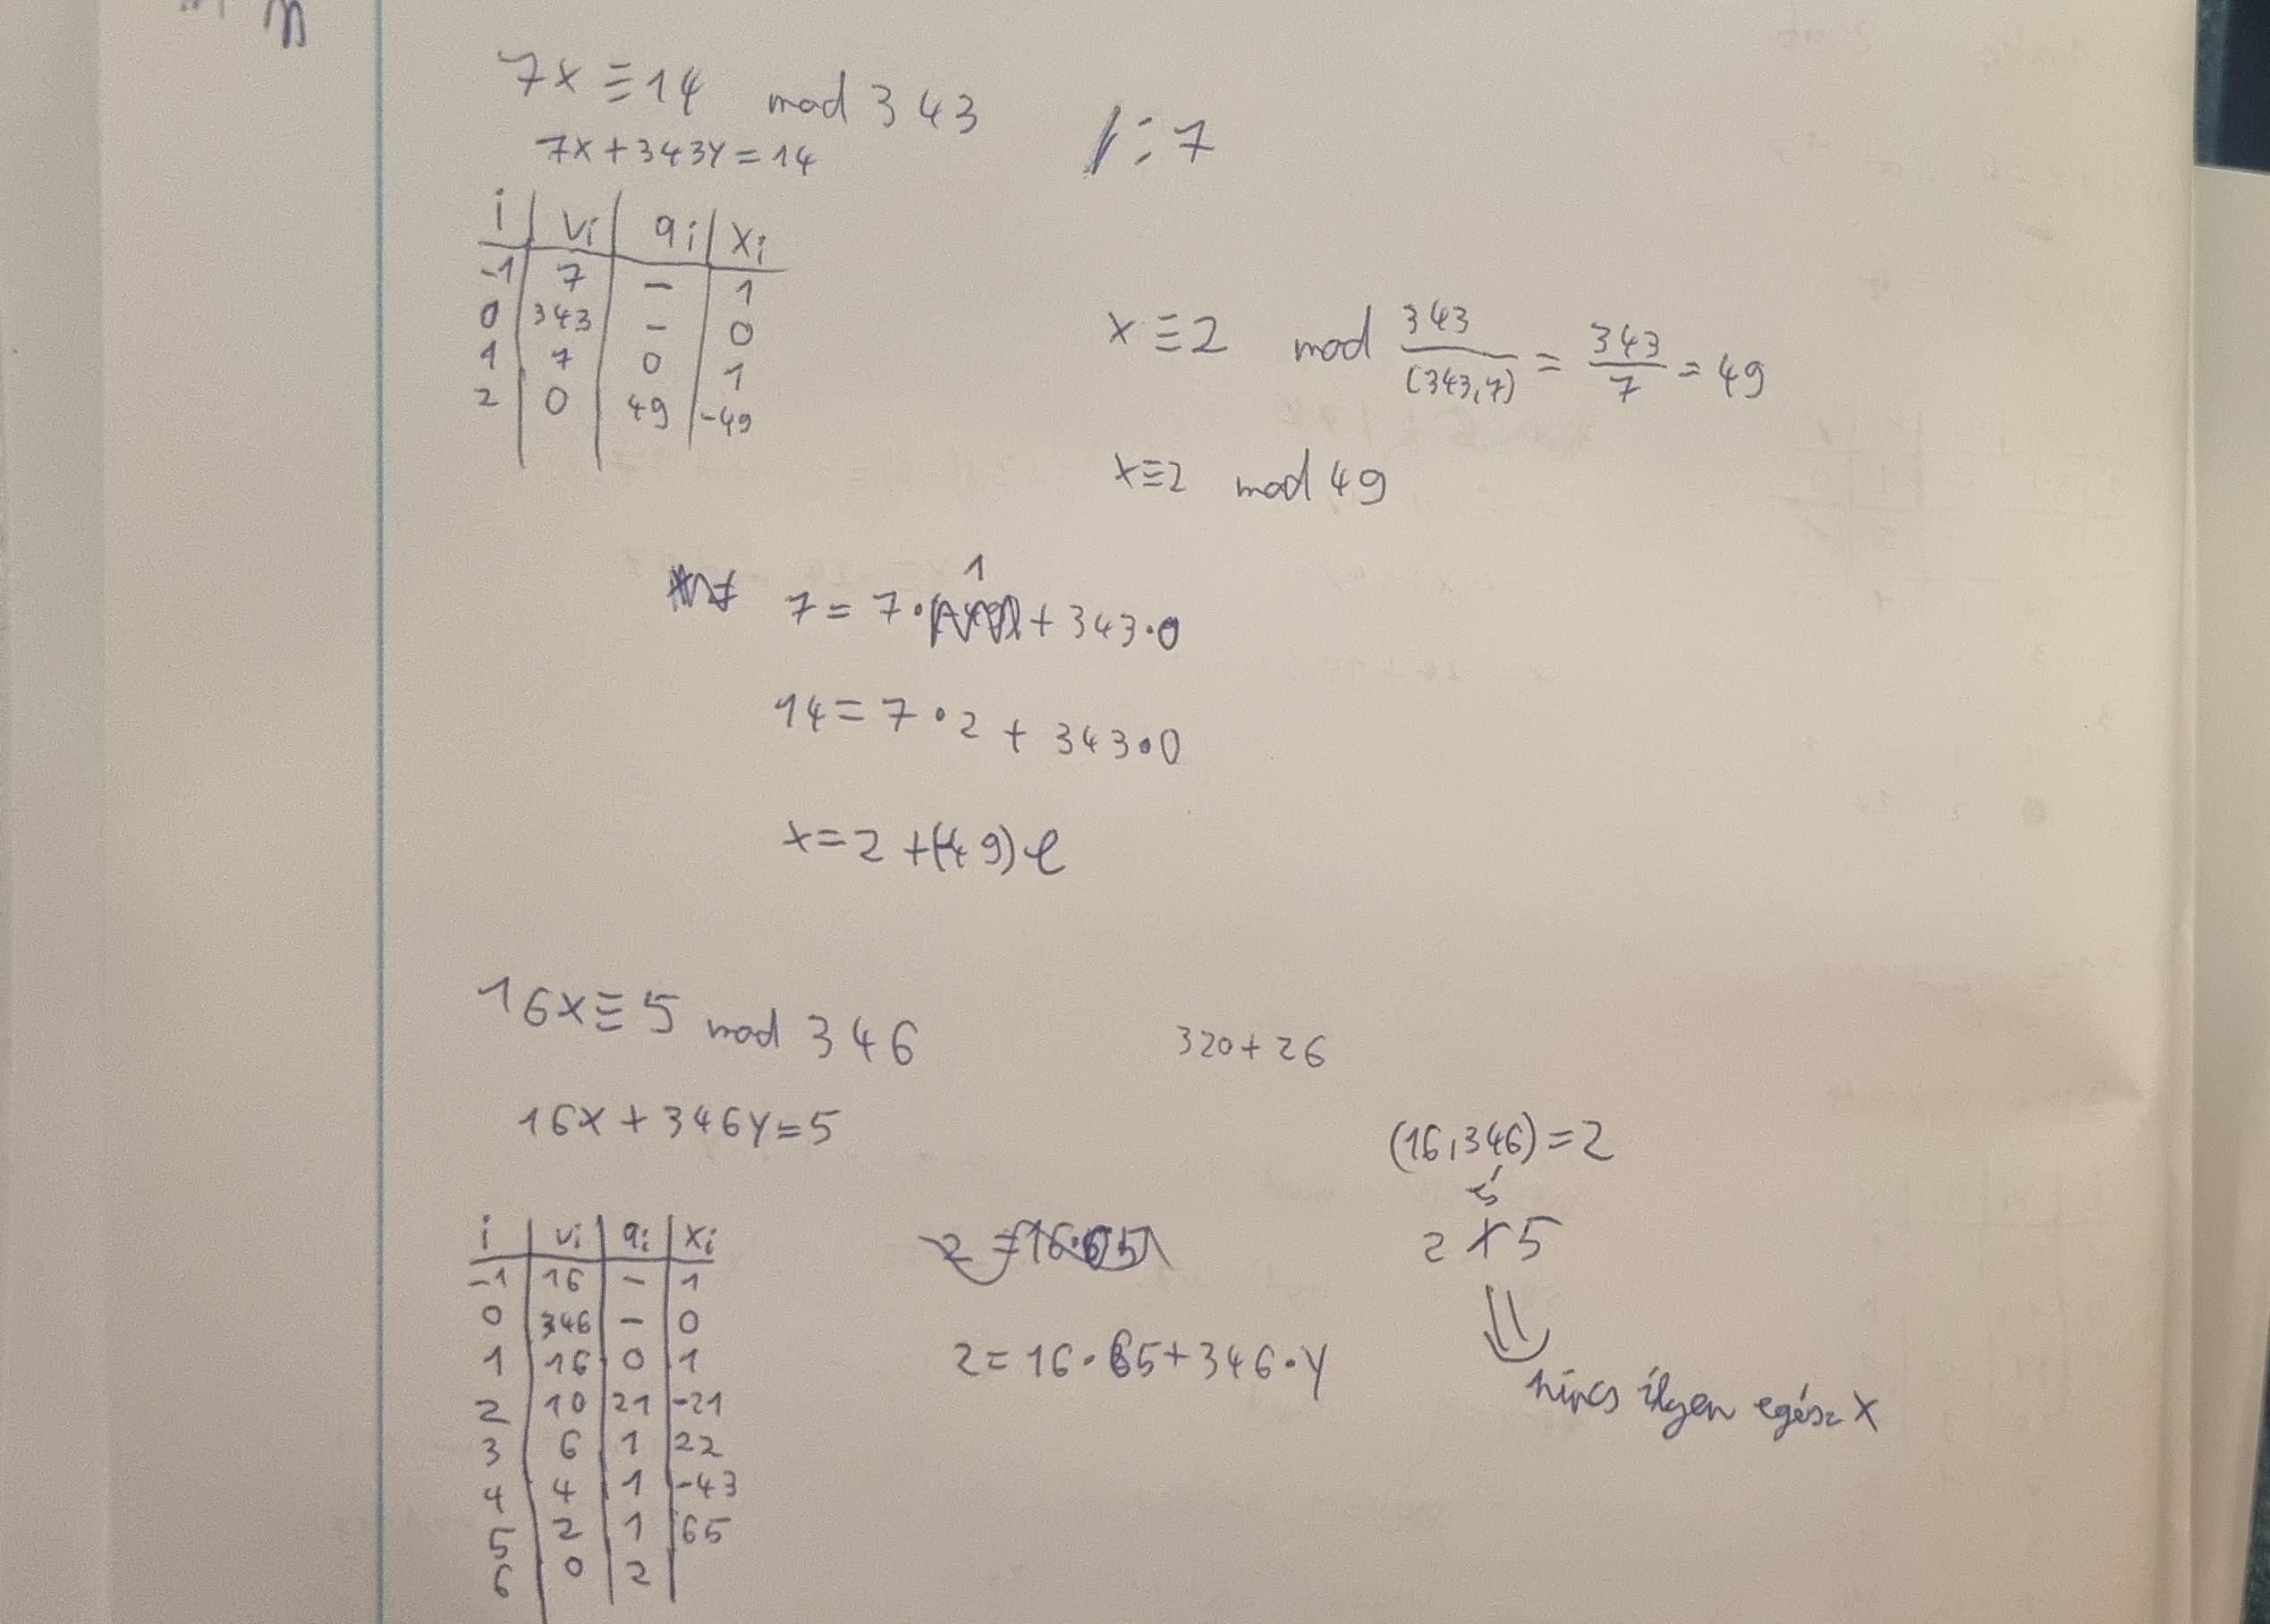 7x ≡ 14 mod 343 /:7
7x + 343y = 14
i | vi | qi | xi
-1 | 7 | – | 1
0 | 343 | – | 0
1 | 7 | 0 | 1
2 | 0 | 49 | -49
x ≡ 2 mod 343/(343,7) = 343/7 = 49
x ≡ 2 mod 49
7 = 7·1 + 343·0
14 = 7·2 + 343·0
x = 2 + (49)l
16x ≡ 5 mod 346
320+26
16x + 346y = 5
i | vi | qi | xi
-1 | 16 | – | 1
0 | 346 | – | 0
1 | 16 | 0 | 1
2 | 10 | 21 | -21
3 | 6 | 1 | 22
4 | 4 | 1 | -43
5 | 2 | 1 | 65
6 | 0 | 2
2 = 16·65 + 346·y
(16,346) = 2
és
2 ∤ 5
⇓
nincs ilyen egész x